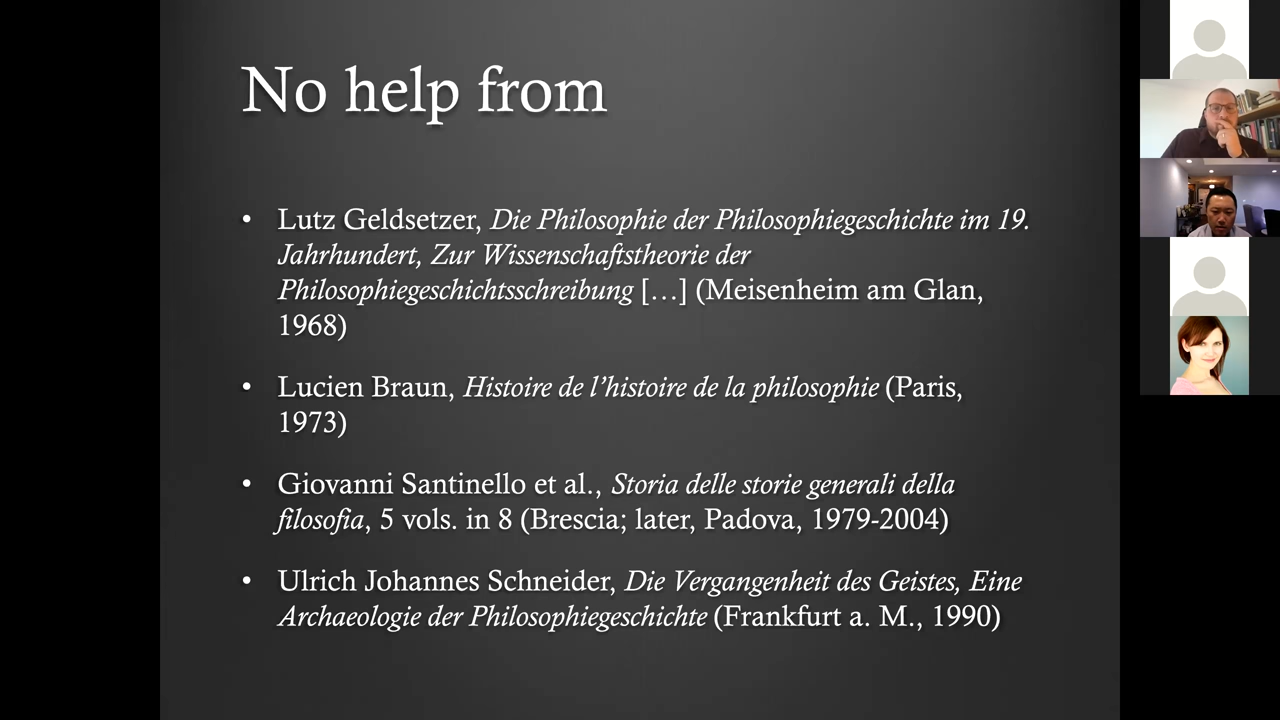 No help from
• Lutz Geldsetzer, Die Philosophie der Philosophiegeschichte im 19.
Jahrhundert, Zur Wissenschaftstheorie der
Philosophiegeschichtsschreibung […] (Meisenheim am Glan,
1968)
• Lucien Braun, Histoire de l’histoire de la philosophie (Paris,
1973)
• Giovanni Santinello et al., Storia delle storie generali della
filosofia, 5 vols. in 8 (Brescia; later, Padova, 1979-2004)
• Ulrich Johannes Schneider, Die Vergangenheit des Geistes, Eine
Archaeologie der Philosophiegeschichte (Frankfurt a. M., 1990)